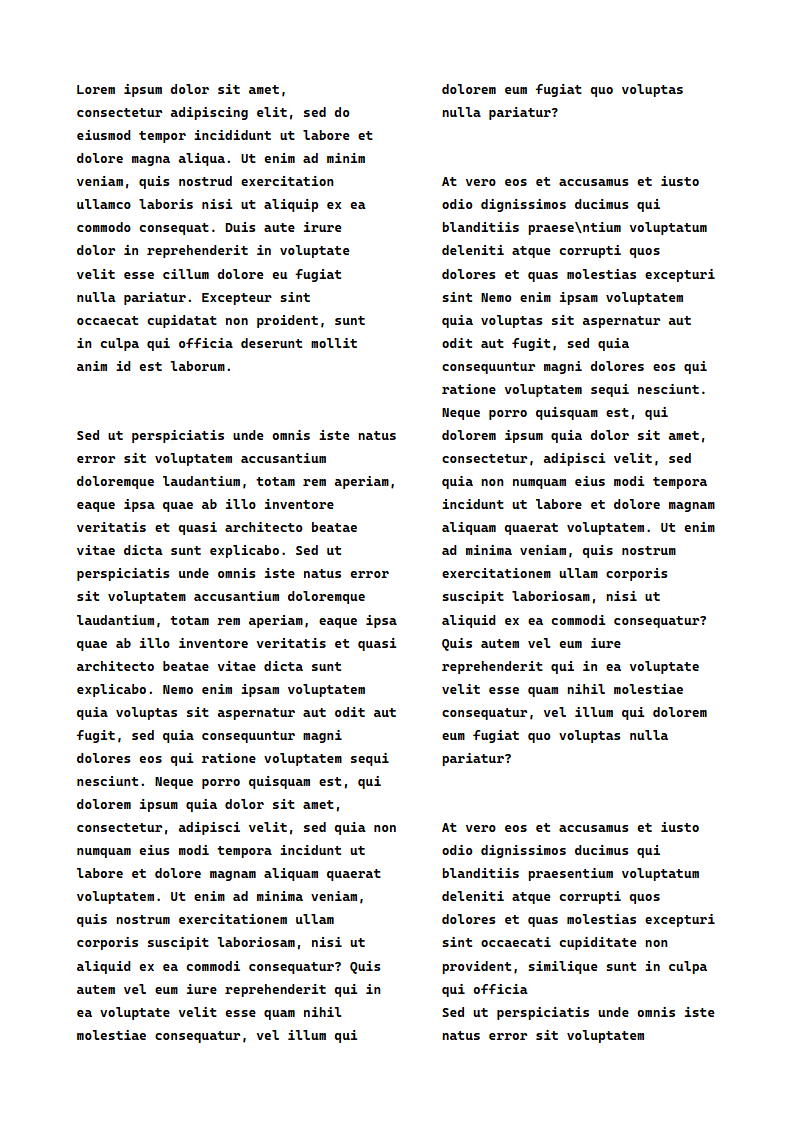 Lorem ipsum dolor sit amet,
consectetur adipiscing elit, sed do
eiusmod tempor incididunt ut labore et
dolore magna aliqua. Ut enim ad minim
veniam, quis nostrud exercitation
ullamco laboris nisi ut aliquip ex ea
commodo consequat. Duis aute irure
dolor in reprehenderit in voluptate
velit esse cillum dolore eu fugiat
nulla pariatur. Excepteur sint
occaecat cupidatat non proident, sunt
in culpa qui officia deserunt mollit
anim id est laborum.
Sed ut perspiciatis unde omnis iste natus
error sit voluptatem accusantium
doloremque laudantium, totam rem aperiam,
eaque ipsa quae ab illo inventore
veritatis et quasi architecto beatae
vitae dicta sunt explicabo. Sed ut
perspiciatis unde omnis iste natus error
sit voluptatem accusantium doloremque
laudantium, totam rem aperiam, eaque ipsa
quae ab illo inventore veritatis et quasi
architecto beatae vitae dicta sunt
explicabo. Nemo enim ipsam voluptatem
quia voluptas sit aspernatur aut odit aut
fugit, sed quia consequuntur magni
dolores eos qui ratione voluptatem sequi
nesciunt. Neque porro quisquam est, qui
dolorem ipsum quia dolor sit amet,
consectetur, adipisci velit, sed quia non
numquam eius modi tempora incidunt ut
labore et dolore magnam aliquam quaerat
voluptatem. Ut enim ad minima veniam,
quis nostrum exercitationem ullam
corporis suscipit laboriosam, nisi ut
aliquid ex ea commodi consequatur? Quis
autem vel eum iure reprehenderit qui in
ea voluptate velit esse quam nihil
molestiae consequatur, vel illum qui
dolorem eum fugiat quo voluptas
nulla pariatur?
At vero eos et accusamus et iusto
odio dignissimos ducimus qui
blanditiis praese\ntium voluptatum
deleniti atque corrupti quos
dolores et quas molestias excepturi
sint Nemo enim ipsam voluptatem
quia voluptas sit aspernatur aut
odit aut fugit, sed quia
consequuntur magni dolores eos qui
ratione voluptatem sequi nesciunt.
Neque porro quisquam est, qui
dolorem ipsum quia dolor sit amet,
consectetur, adipisci velit, sed
quia non numquam eius modi tempora
incidunt ut labore et dolore magnam
aliquam quaerat voluptatem. Ut enim
ad minima veniam, quis nostrum
exercitationem ullam corporis
suscipit laboriosam, nisi ut
aliquid ex ea commodi consequatur?
Quis autem vel eum iure
reprehenderit qui in ea voluptate
velit esse quam nihil molestiae
consequatur, vel illum qui dolorem
eum fugiat quo voluptas nulla
pariatur?
At vero eos et accusamus et iusto
odio dignissimos ducimus qui
blanditiis praesentium voluptatum
deleniti atque corrupti quos
dolores et quas molestias excepturi
sint occaecati cupiditate non
provident, similique sunt in culpa
qui officia
Sed ut perspiciatis unde omnis iste
natus error sit voluptatem